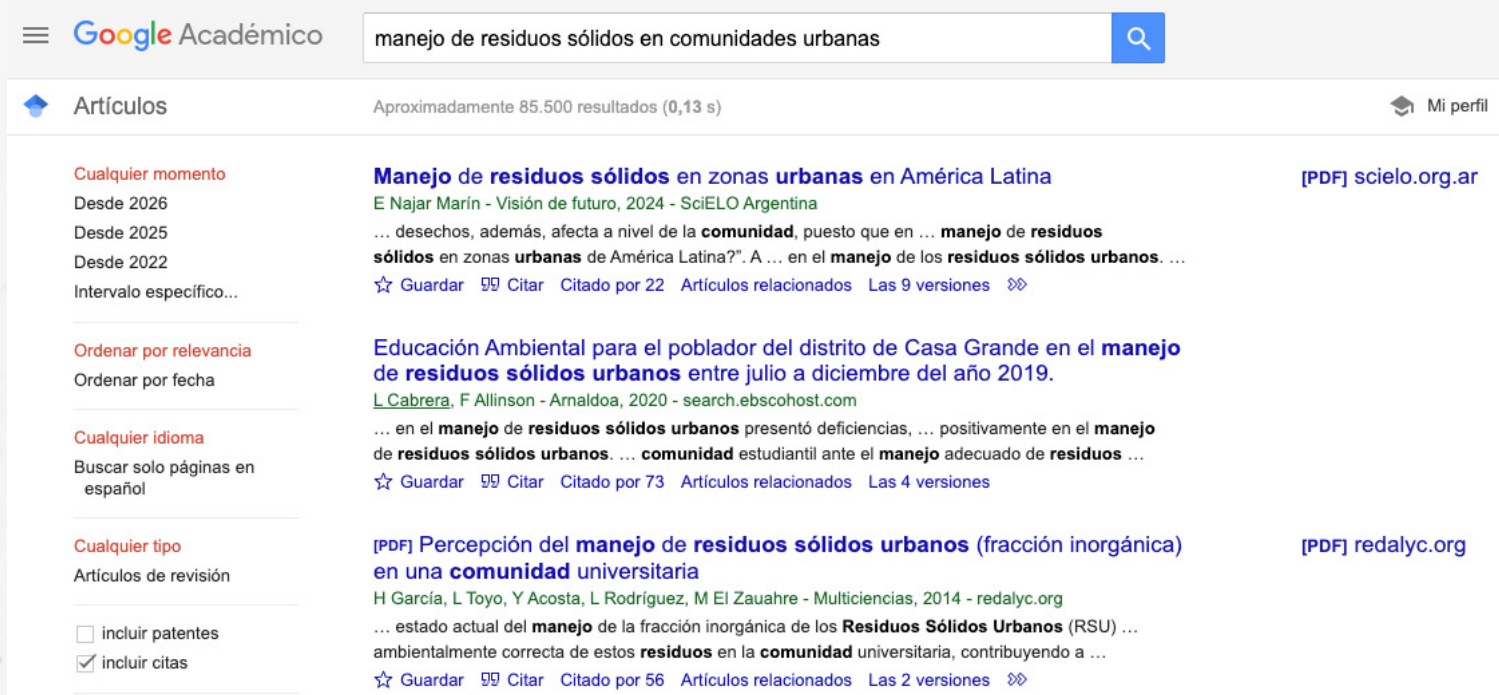 Google Académico
manejo de residuos sólidos en comunidades urbanas
Artículos
Aproximadamente 85.500 resultados (0,13 s)
Mi perfil
Cualquier momento
Desde 2026
Desde 2025
Desde 2022
Intervalo específico...
Ordenar por relevancia
Ordenar por fecha
Cualquier idioma
Buscar solo páginas en
español
Cualquier tipo
Artículos de revisión
incluir patentes
incluir citas
Manejo de residuos sólidos en zonas urbanas en América Latina
E Najar Marín - Visión de futuro, 2024 - SciELO Argentina
… desechos, además, afecta a nivel de la comunidad, puesto que en … manejo de residuos
sólidos en zonas urbanas de América Latina?”. A … en el manejo de los residuos sólidos urbanos. …
Guardar Citar Citado por 22 Artículos relacionados Las 9 versiones
[PDF] scielo.org.ar
Educación Ambiental para el poblador del distrito de Casa Grande en el manejo
de residuos sólidos urbanos entre julio a diciembre del año 2019.
L Cabrera, F Allinson - Arnaldoa, 2020 - search.ebscohost.com
… en el manejo de residuos sólidos urbanos presentó deficiencias, … positivamente en el manejo
de residuos sólidos urbanos. … comunidad estudiantil ante el manejo adecuado de residuos …
Guardar Citar Citado por 73 Artículos relacionados Las 4 versiones
[PDF] Percepción del manejo de residuos sólidos urbanos (fracción inorgánica)
en una comunidad universitaria
H García, L Toyo, Y Acosta, L Rodríguez, M El Zauahre - Multiciencias, 2014 - redalyc.org
… estado actual del manejo de la fracción inorgánica de los Residuos Sólidos Urbanos (RSU) …
ambientalmente correcta de estos residuos en la comunidad universitaria, contribuyendo a …
Guardar Citar Citado por 56 Artículos relacionados Las 2 versiones
[PDF] redalyc.org